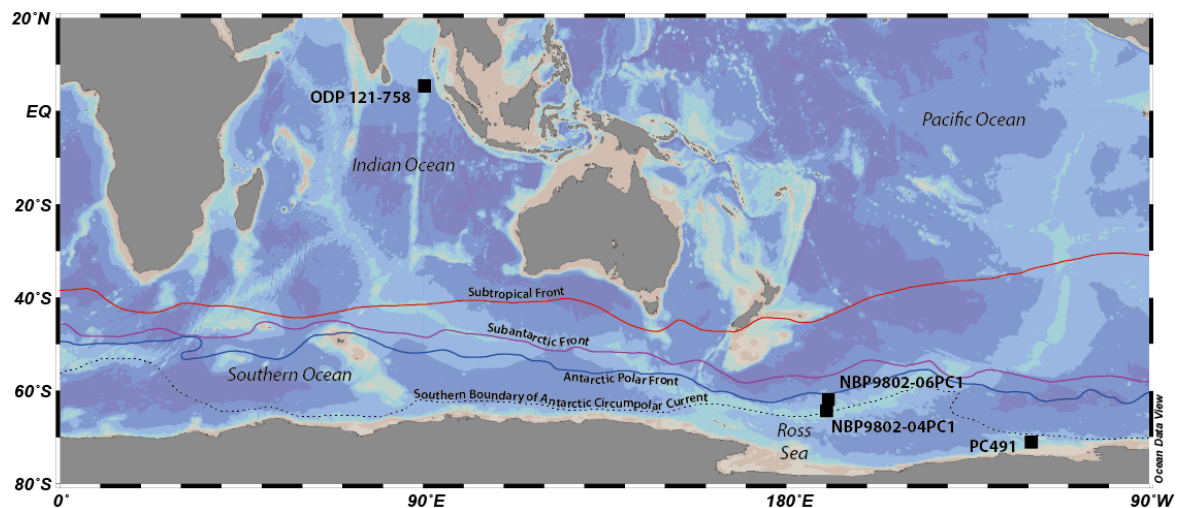 20˚N
ODP 121-758
EQ
Pacific Ocean
Indian Ocean
20˚S
40˚S
Subtropical Front
Subantarctic Front
Southern Ocean
Antarctic Polar Front
60˚S
Southern Boundary of Antarctic Circumpolar Current
NBP9802-06PC1
NBP9802-04PC1
Ross
Sea
PC491
Ocean Data View
80˚S
0˚
90˚E
180˚E
90˚W